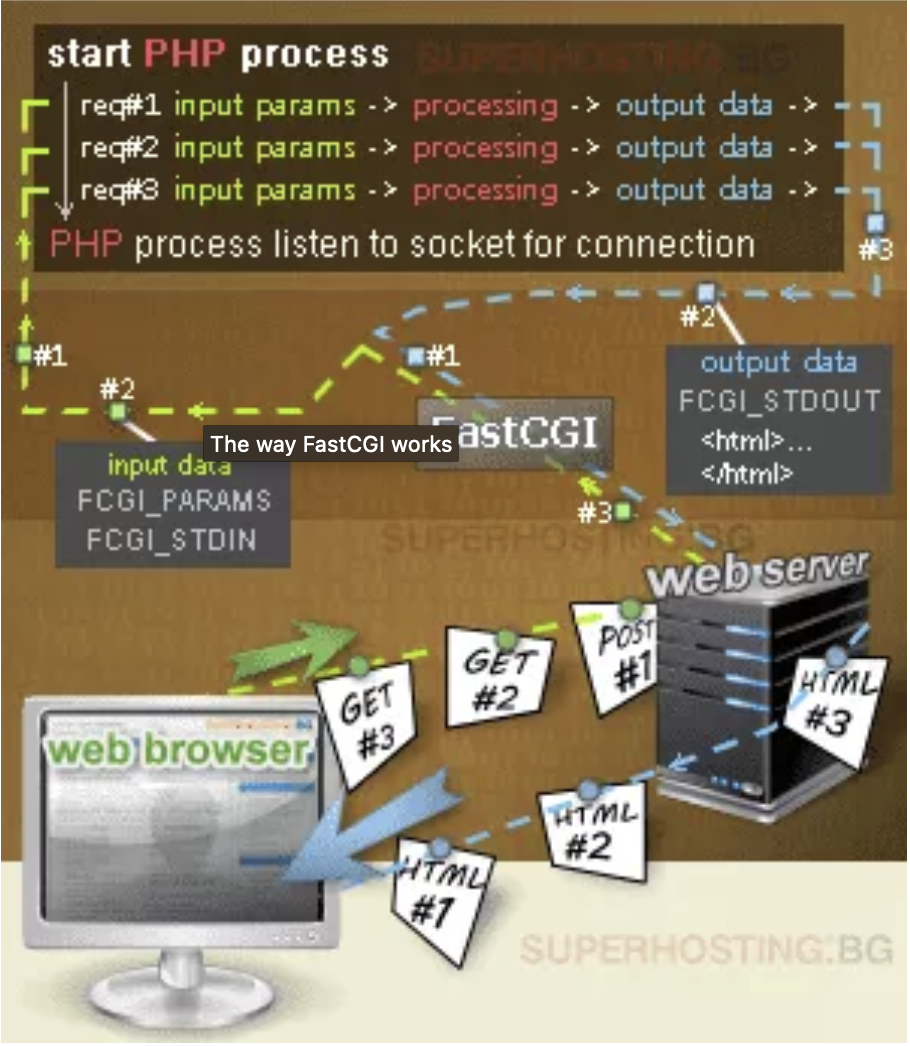 start PHP process
SUPERHOSTING.BG
req#1 input params -> processing -> output data ->
req#2 input params -> processing -> output data ->
req#3 input params -> processing -> output data ->
PHP process listen to socket for connection
#3
#2
#1
#1
output data
FCGI_STDOUT
<html>...
</html>
#2
FastCGI
The way FastCGI works
input data
FCGI_PARAMS
FCGI_STDIN
#3
SUPERHOSTING.BG
web server
POST
#1
GET
#2
GET
#3
HTML
#3
web browser
HTML
#2
HTML
#1
SUPERHOSTING.BG